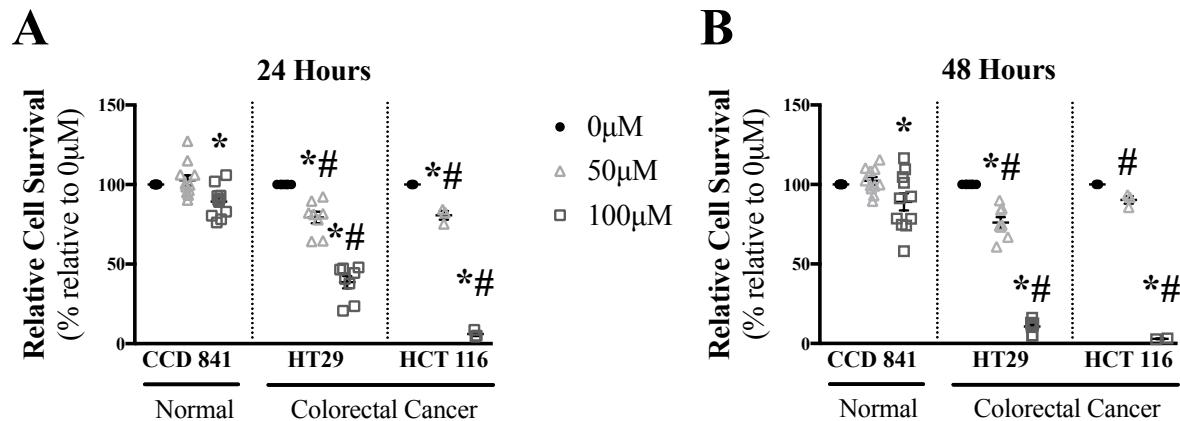 A
24 Hours
Relative Cell Survival
(% relative to 0μM)
150
100
50
0
*
*#
*#
*#
*#
CCD 841
HT29
HCT 116
Normal
Colorectal Cancer
0μM
50μM
100μM
B
48 Hours
Relative Cell Survival
(% relative to 0μM)
150
100
50
0
*
*#
#
*#
*#
CCD 841
HT29
HCT 116
Normal
Colorectal Cancer